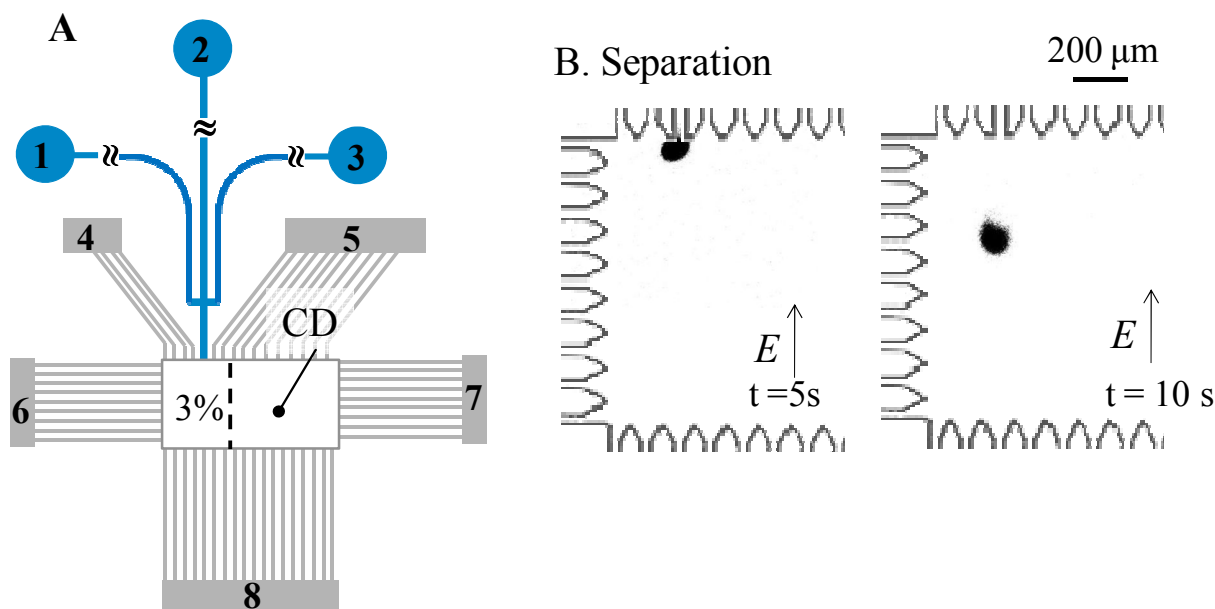 A
1
2
3
4
5
CD
6
3%
7
8
B. Separation
200 μm
E
t =5s
E
t = 10 s